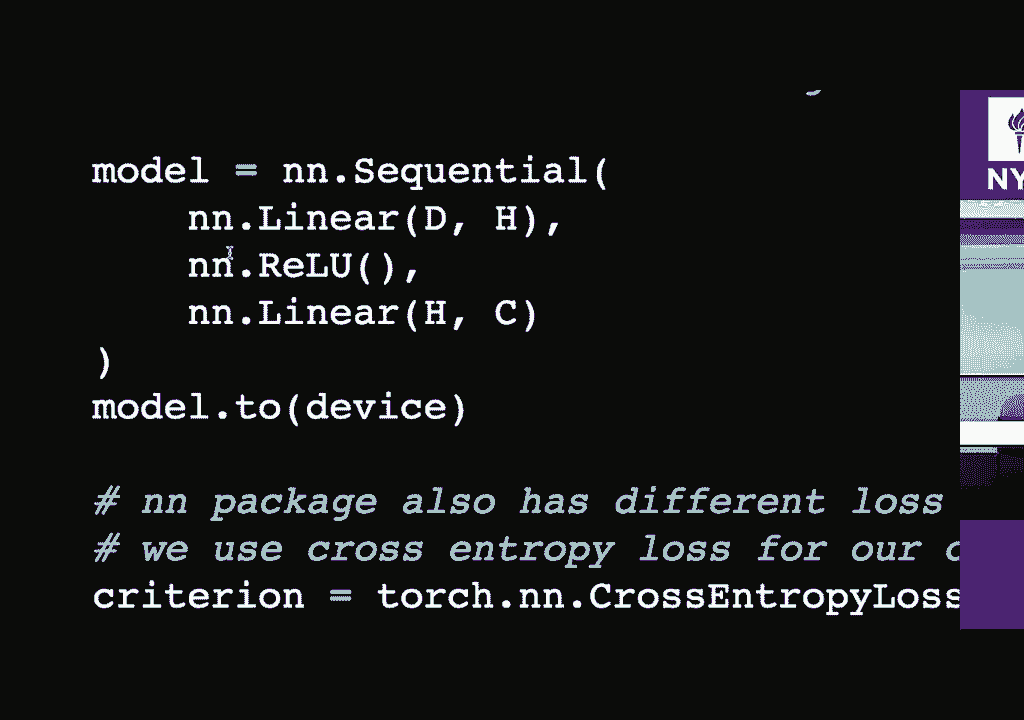 model = nn.Sequential(
    nn.Linear(D, H),
    nn.ReLU(),
    nn.Linear(H, C)
)
model.to(device)
# nn package also has different loss
# we use cross entropy loss for our
criterion = torch.nn.CrossEntropyLoss
NY